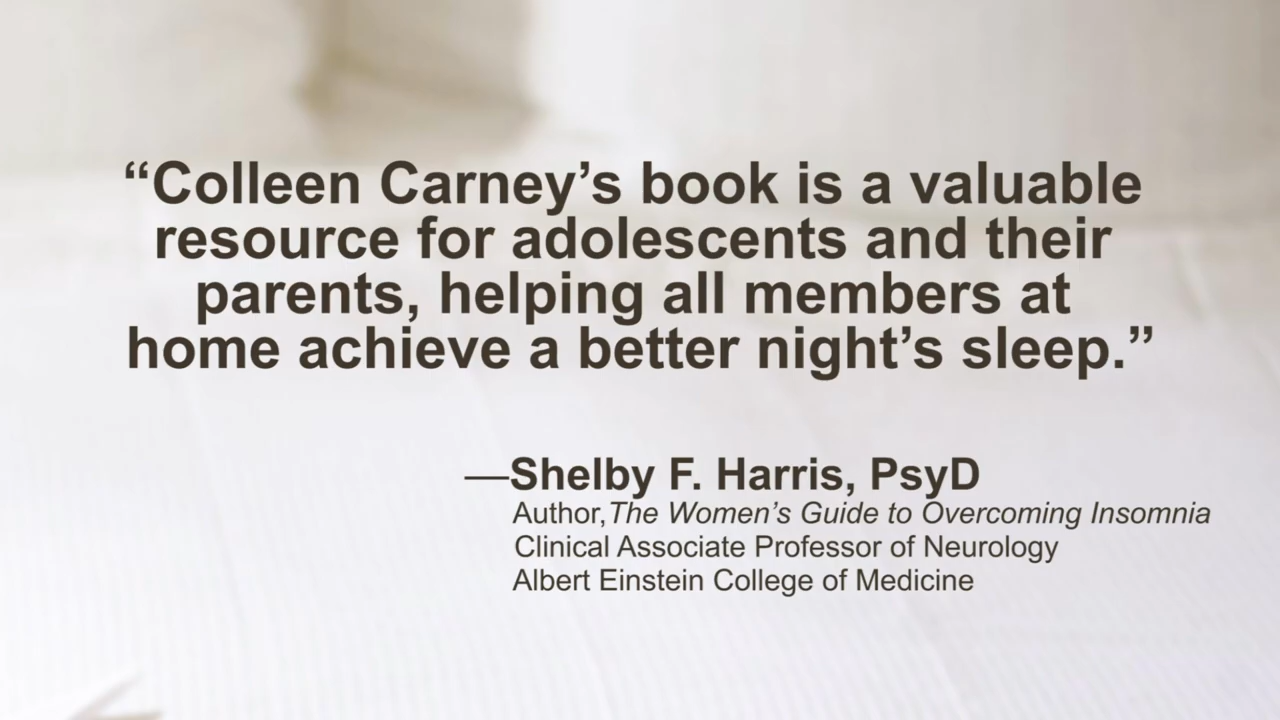 “Colleen Carney’s book is a valuable
resource for adolescents and their
parents, helping all members at
home achieve a better night’s sleep.”
—Shelby F. Harris, PsyD
Author, The Women’s Guide to Overcoming Insomnia
Clinical Associate Professor of Neurology
Albert Einstein College of Medicine